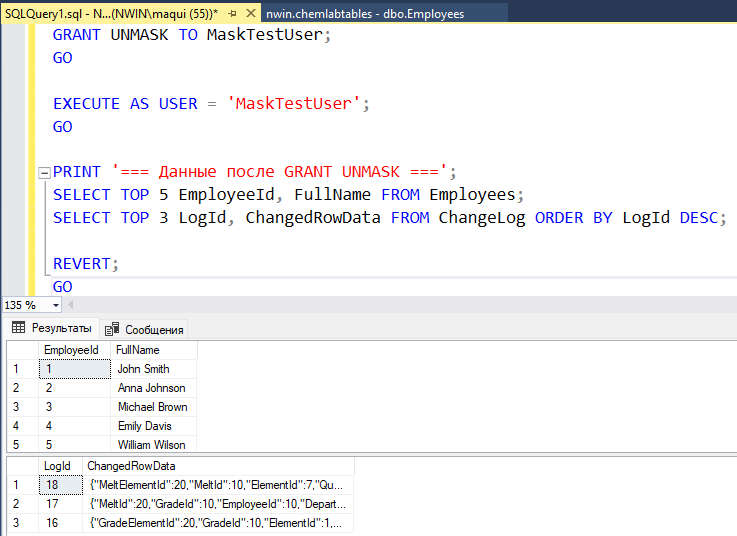 SQLQuery1.sql - N...(NWIN\maqui (55))* nwin.chemlabtables - dbo.Employees
GRANT UNMASK TO MaskTestUser;
GO
EXECUTE AS USER = 'MaskTestUser';
GO
PRINT '=== Данные после GRANT UNMASK ===';
SELECT TOP 5 EmployeeId, FullName FROM Employees;
SELECT TOP 3 LogId, ChangedRowData FROM ChangeLog ORDER BY LogId DESC;
REVERT;
GO
135 %
Результаты Сообщения
EmployeeId FullName
1 1 John Smith
2 2 Anna Johnson
3 3 Michael Brown
4 4 Emily Davis
5 5 William Wilson
LogId ChangedRowData
1 18 {"MeltElementId":20,"MeltId":10,"ElementId":7,"Qu...
2 17 {"MeltId":20,"GradeId":10,"EmployeeId":10,"Depart...
3 16 {"GradeElementId":20,"GradeId":10,"ElementId":1,...